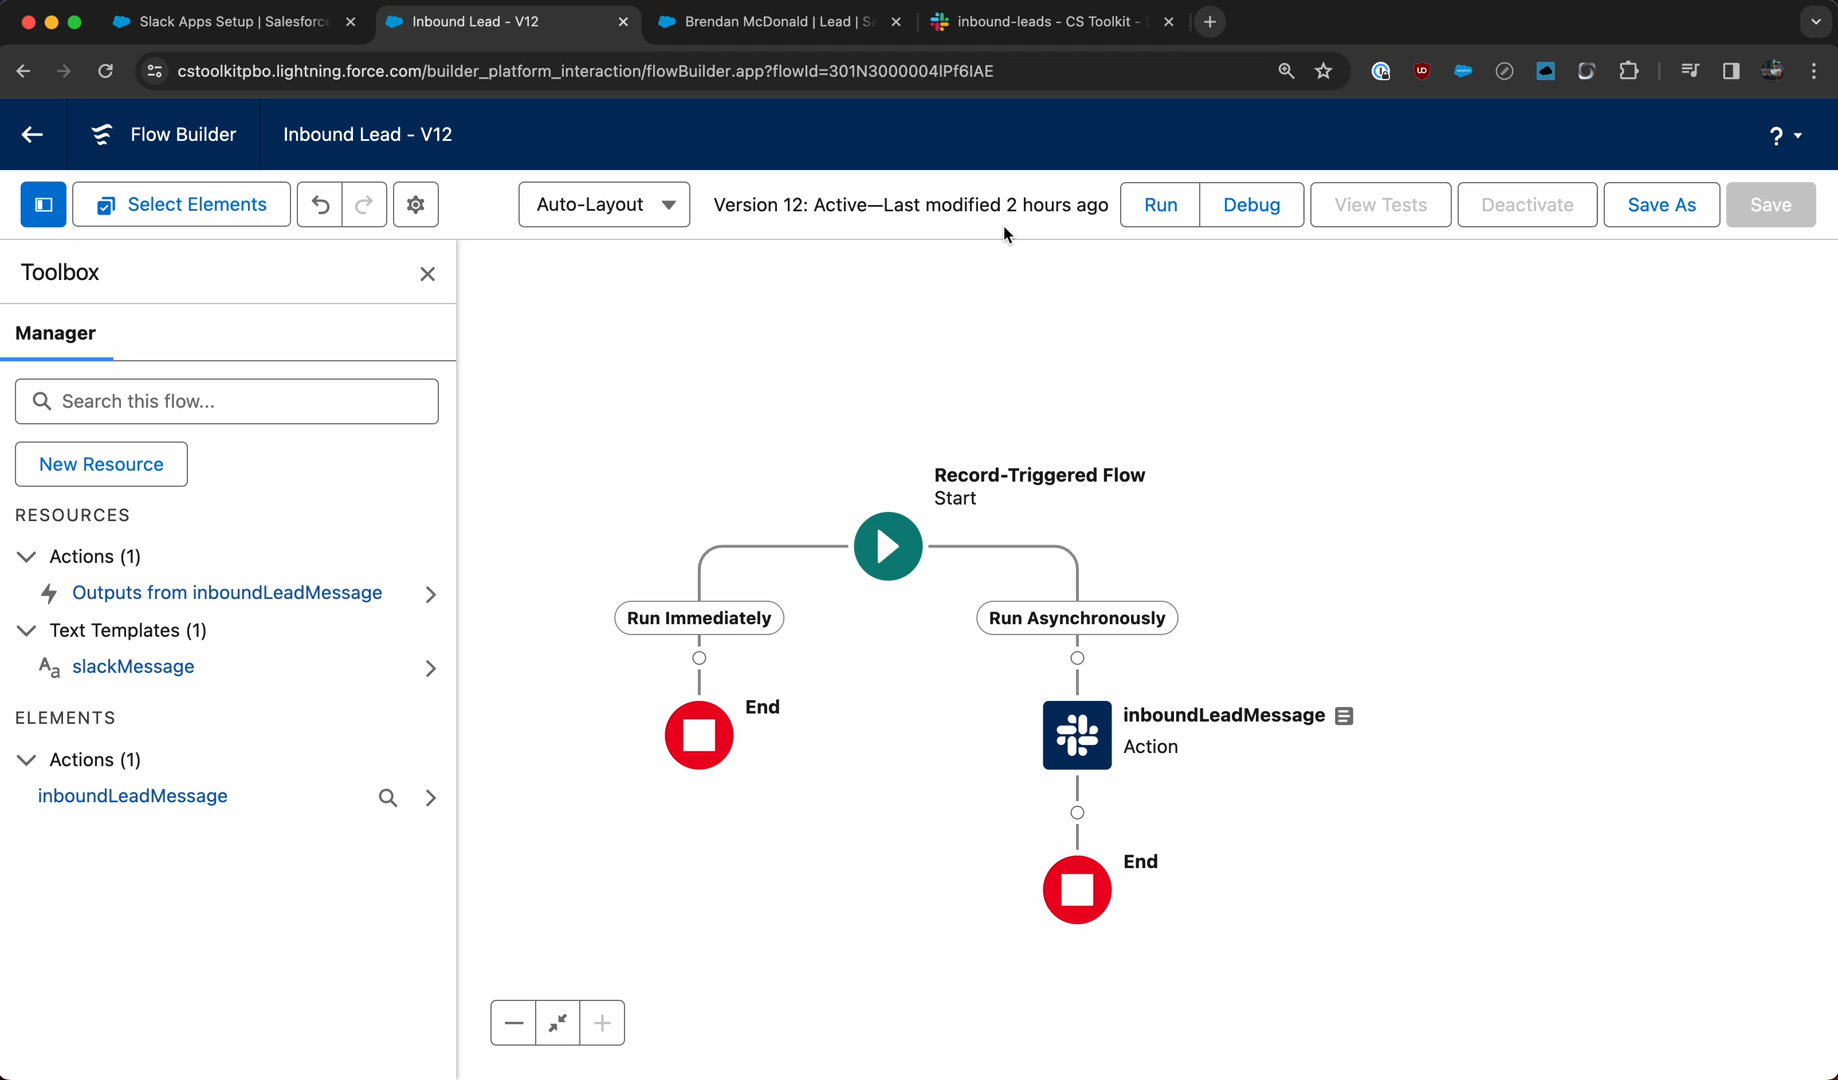 Slack Apps Setup | Salesforce
Inbound Lead - V12
Brendan McDonald | Lead | Sa
inbound-leads - CS Toolkit - S
cstoolkitpbo.lightning.force.com/builder_platform_interaction/flowBuilder.app?flowId=301N3000004IPf6IAE
Flow Builder
Inbound Lead - V12
?
Select Elements
Auto-Layout
Version 12: Active—Last modified 2 hours ago
Run
Debug
View Tests
Deactivate
Save As
Save
Toolbox
Manager
Search this flow...
New Resource
RESOURCES
Actions (1)
Outputs from inboundLeadMessage
Text Templates (1)
Aa slackMessage
ELEMENTS
Actions (1)
inboundLeadMessage
Record-Triggered Flow
Start
Run Immediately
Run Asynchronously
End
inboundLeadMessage
Action
End